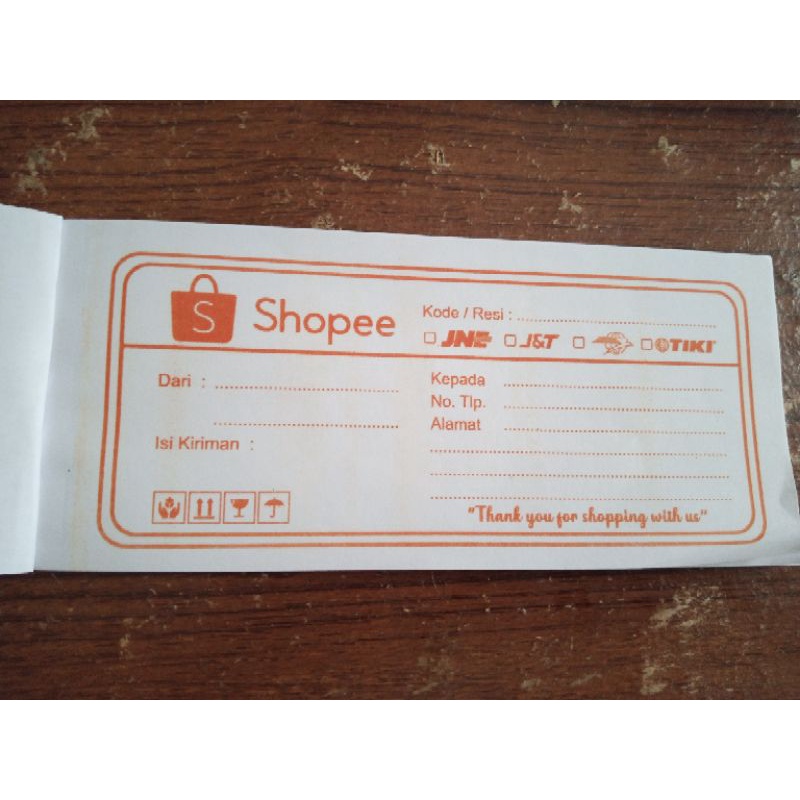 S Shopee
Kode / Resi :
JNE J&T TIKI
Dari :
Isi Kiriman :
Kepada
No. Tlp.
Alamat
"Thank you for shopping with us"